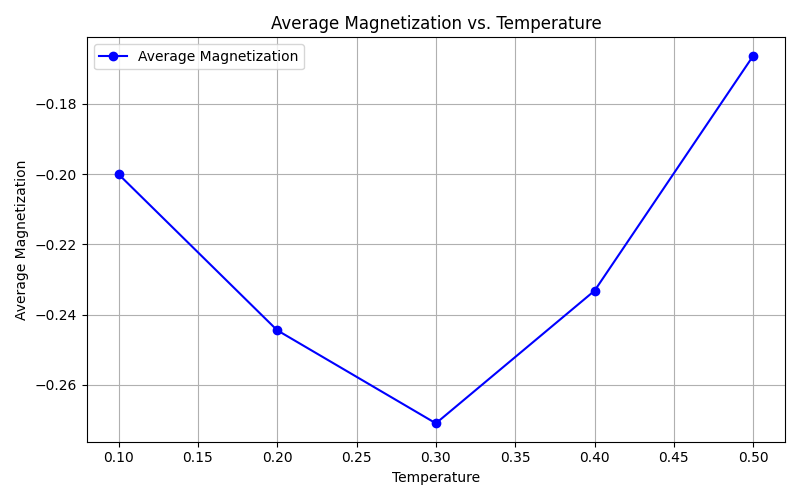 Average Magnetization vs. Temperature
Average Magnetization
Average Magnetization
−0.18
−0.20
−0.22
−0.24
−0.26
0.10 0.15 0.20 0.25 0.30 0.35 0.40 0.45 0.50
Temperature